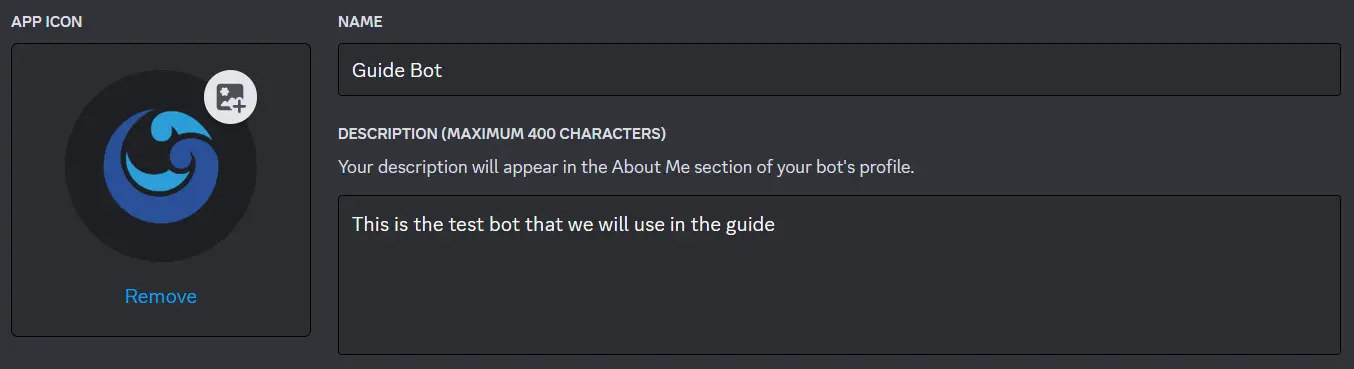 APP ICON
Remove
NAME
Guide Bot
DESCRIPTION (MAXIMUM 400 CHARACTERS)
Your description will appear in the About Me section of your bot's profile.
This is the test bot that we will use in the guide